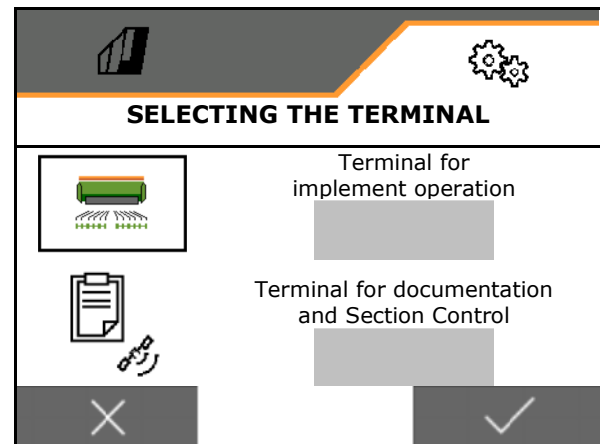 SELECTING THE TERMINAL
Terminal for
implement operation
Terminal for documentation
and Section Control